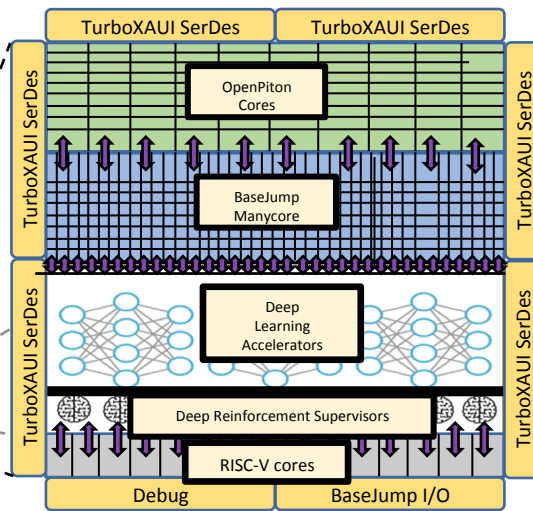 TurboXAUI SerDes
TurboXAUI SerDes
TurboXAUI SerDes
TurboXAUI SerDes
OpenPiton
Cores
BaseJump
Manycore
TurboXAUI SerDes
TurboXAUI SerDes
Deep
Learning
Accelerators
Deep Reinforcement Supervisors
RISC-V cores
Debug
BaseJump I/O